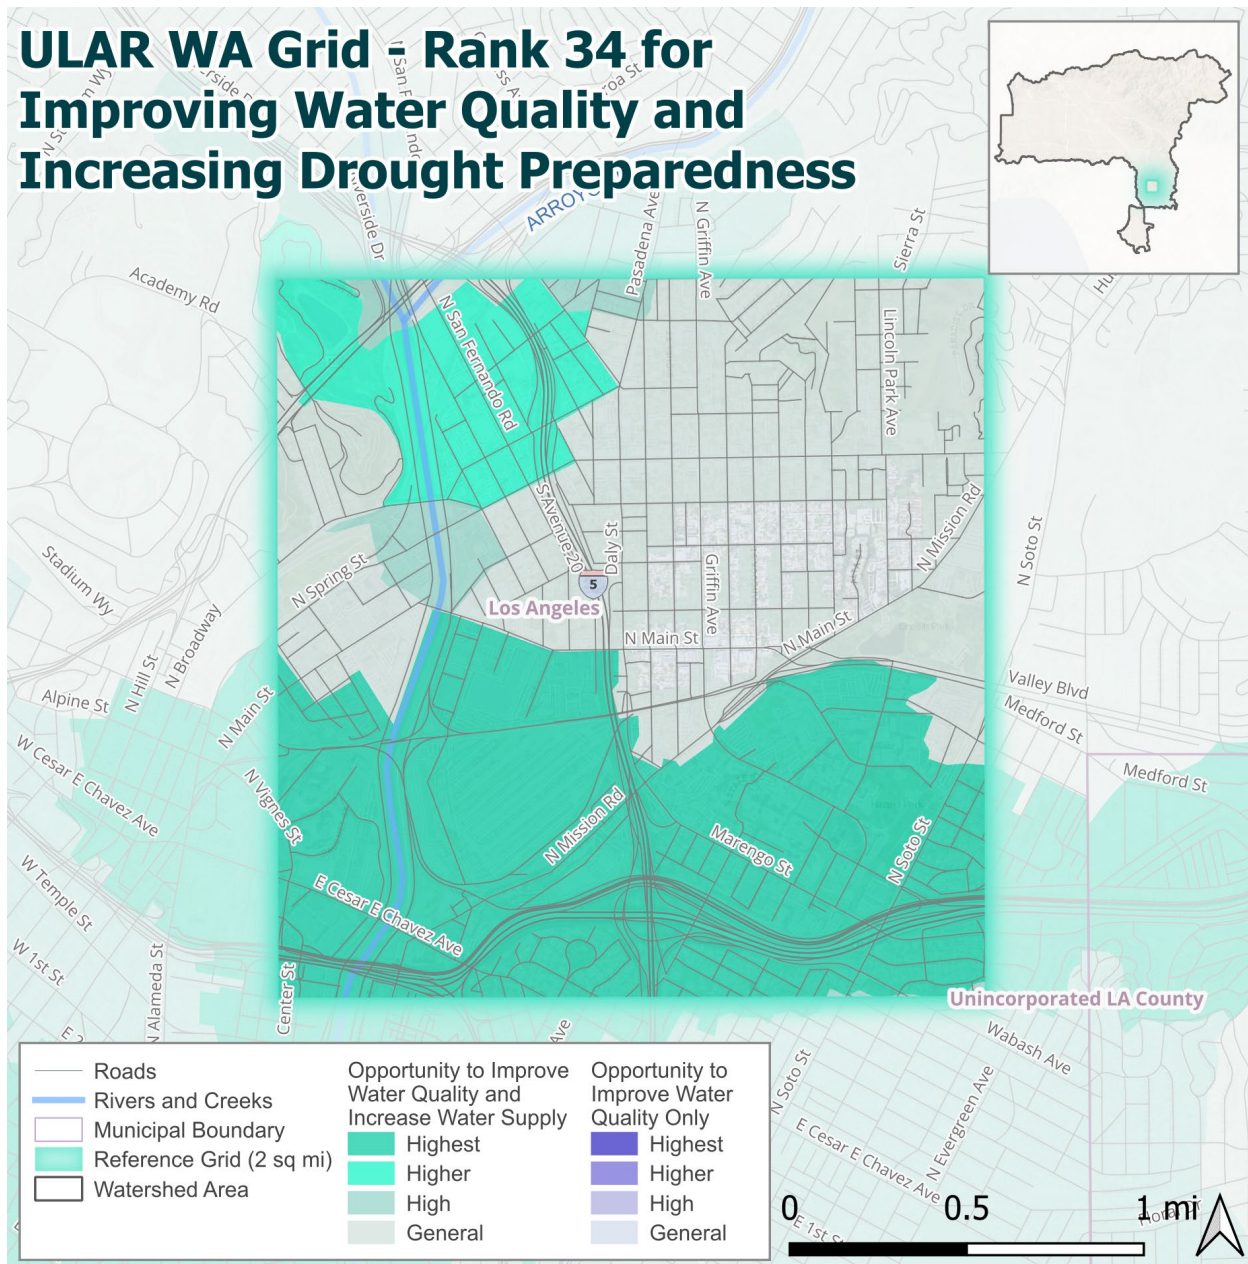 ULAR WA Grid - Rank 34 for
Improving Water Quality and
Increasing Drought Preparedness
Academy Rd
Riverside Dr
ARROYO
Pasadena Ave
N Griffin Ave
Sierra St
N San Fernando Rd
Lincoln Park Ave
Stadium Wy
N Spring St
S Avenue 20
Daly St
5
Griffin Ave
N Mission Rd
N Soto St
Los Angeles
N Main St
N Main St
N Broadway
N Hill St
Alpine St
N Main St
Valley Blvd
Medford St
Medford St
W Cesar E Chavez Ave
N Vignes St
N Mission Rd
Marengo St
N Soto St
W Temple St
E Cesar E Chavez Ave
W 1st St
N Alameda St
Center St
Unincorporated LA County
Wabash Ave
Ave
N Soto St
N Evergreen Ave
E Cesar E Chavez Ave
E 1st St
Roads
Rivers and Creeks
Municipal Boundary
Reference Grid (2 sq mi)
Watershed Area
Opportunity to Improve
Water Quality and
Increase Water Supply
Highest
Higher
High
General
Opportunity to
Improve Water
Quality Only
Highest
Higher
High
General
0 0.5 1 mi